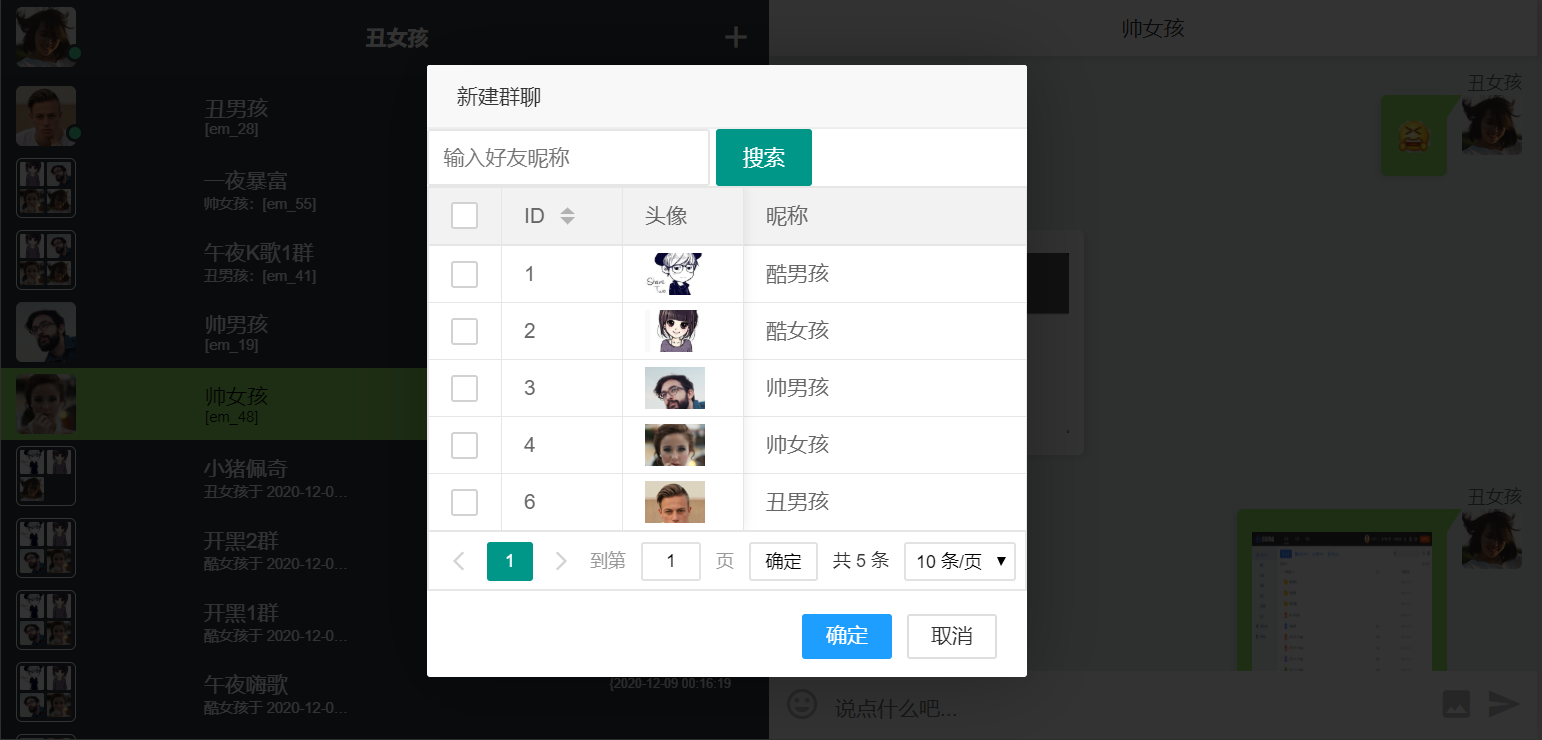 丑女孩
帅女孩
丑男孩
[em_28]
一夜暴富
帅女孩：[em_55]
午夜K歌1群
丑男孩：[em_41]
帅男孩
[em_19]
帅女孩
[em_48]
小猪佩奇
丑女孩于 2020-12-0...
开黑2群
酷女孩于 2020-12-0...
开黑1群
酷女孩于 2020-12-0...
午夜嗨歌
酷女孩于 2020-12-0...
(2020-12-09 00:16:19
新建群聊
输入好友昵称
搜索
ID 头像 昵称
1 酷男孩
2 酷女孩
3 帅男孩
4 帅女孩
6 丑男孩
1 到第 1 页 确定 共 5 条 10 条/页
确定 取消
丑女孩
丑女孩
说点什么吧...